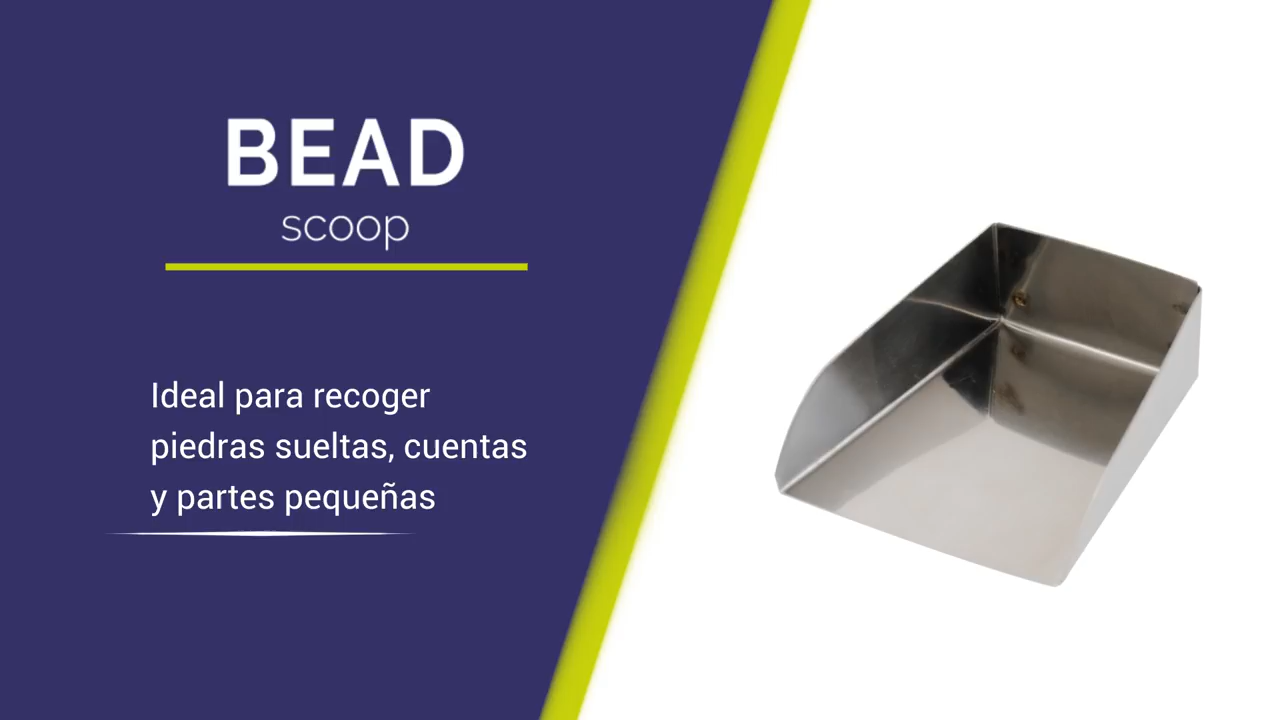 BEAD
scoop
Ideal para recoger
piedras sueltas, cuentas
y partes pequeñas